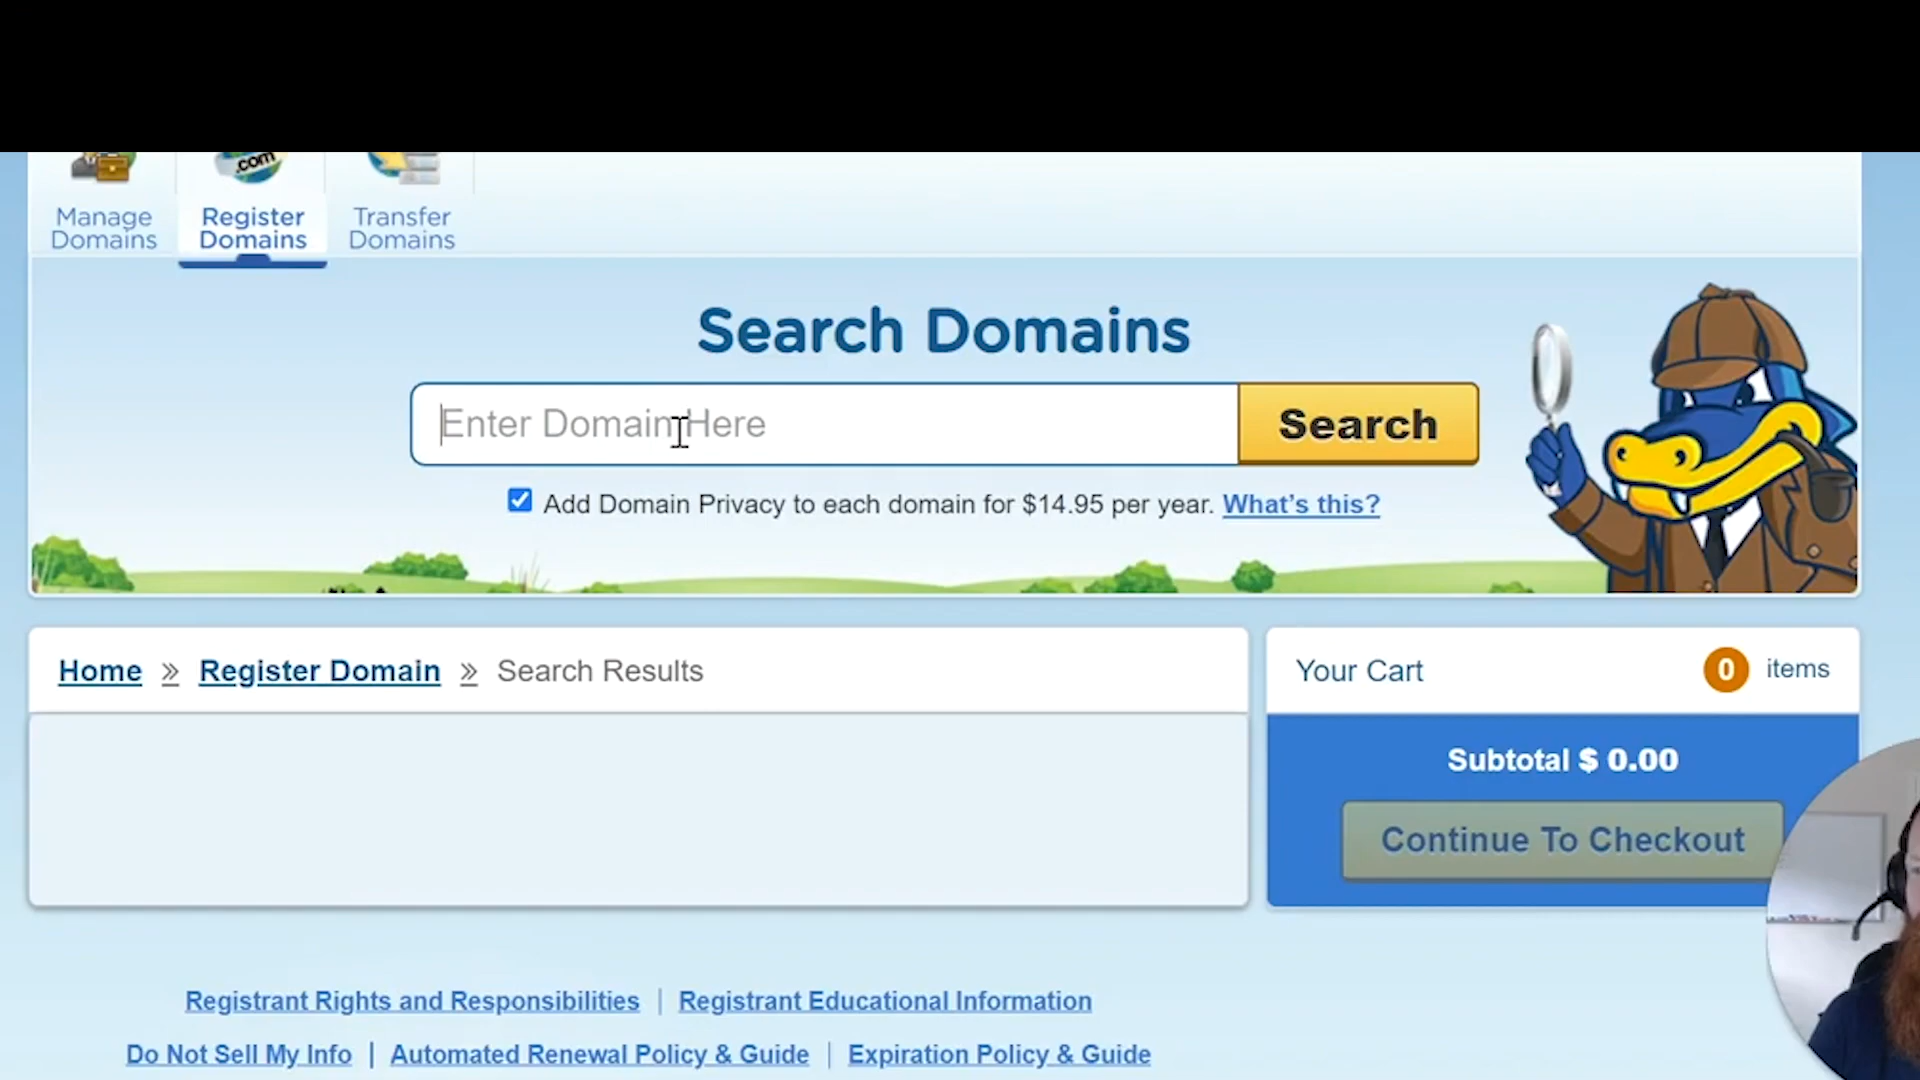 .com
Manage Domains
Register Domains
Transfer Domains
Search Domains
Enter Domain Here
Search
Add Domain Privacy to each domain for $14.95 per year. What's this?
Home » Register Domain » Search Results
Your Cart
0 items
Subtotal $ 0.00
Continue To Checkout
Registrant Rights and Responsibilities | Registrant Educational Information
Do Not Sell My Info | Automated Renewal Policy & Guide | Expiration Policy & Guide